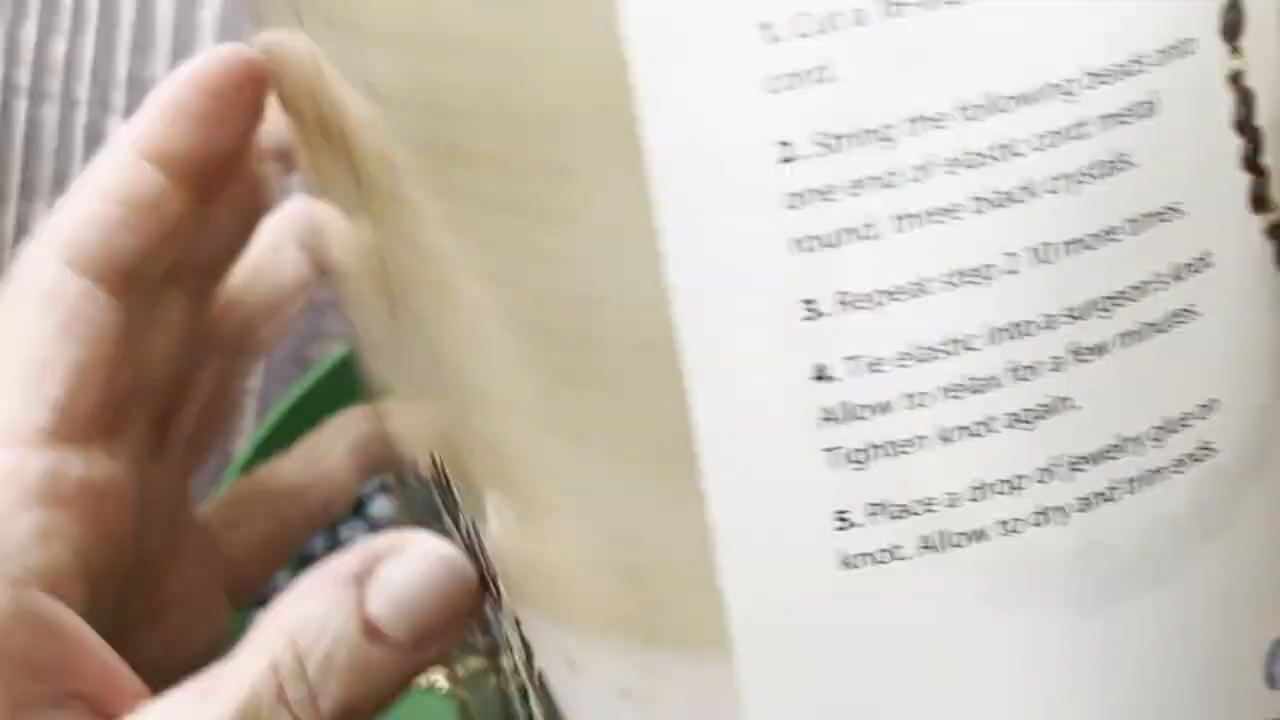 1. Cut a
cord.
2. String the following design onto
one end of elastic cord: metal
round, three black crystals.
3. Repeat step 2 10 more times.
4. Tie elastic into a surgeon's knot.
Allow to relax for a few minutes.
Tighten knot again.
5. Place a drop of jewelry glue on
knot. Allow to dry and trim ends.